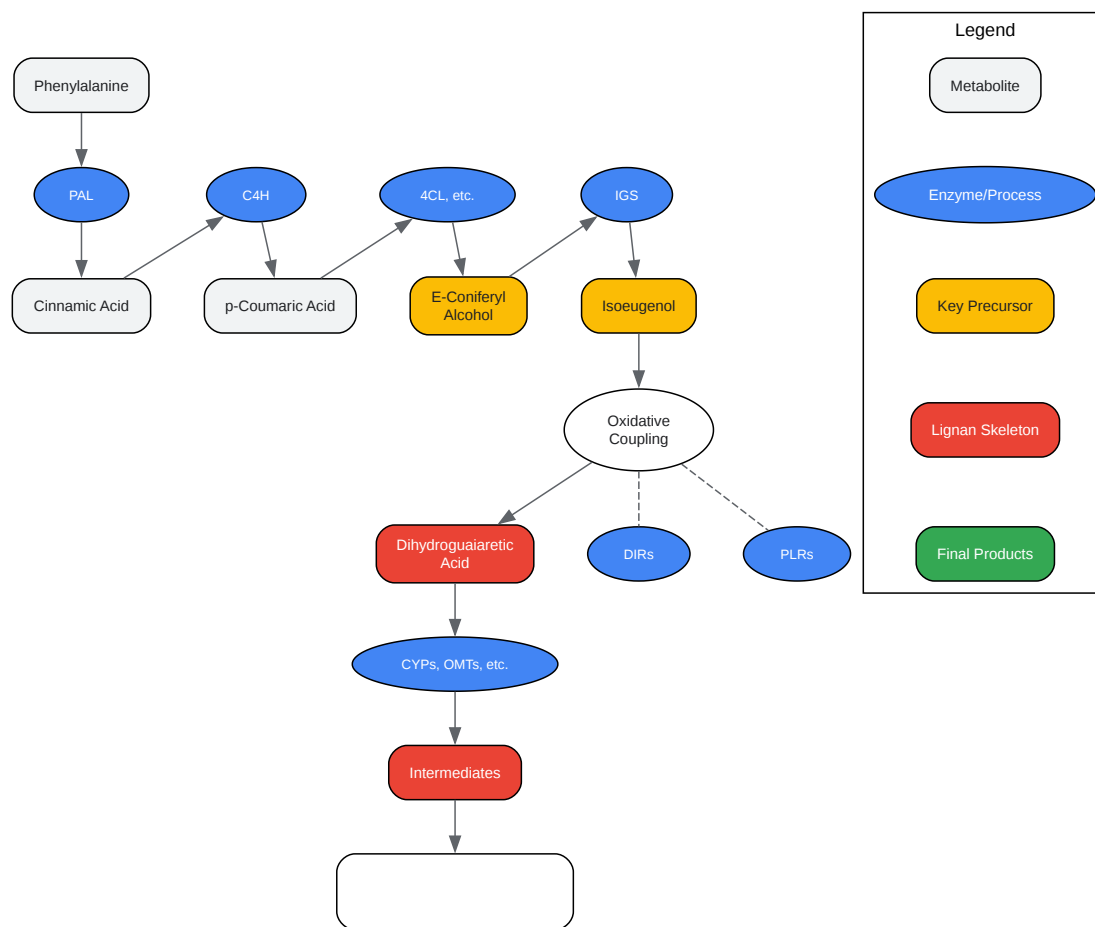 Legend
Phenylalanine
Metabolite
PAL
C4H
4CL, etc.
IGS
Enzyme/Process
Cinnamic Acid
p-Coumaric Acid
E-Coniferyl
Alcohol
Isoeugenol
Key Precursor
Oxidative
Coupling
Lignan Skeleton
Dihydroguaiaretic
Acid
DIRs
PLRs
Final Products
CYPs, OMTs, etc.
Intermediates